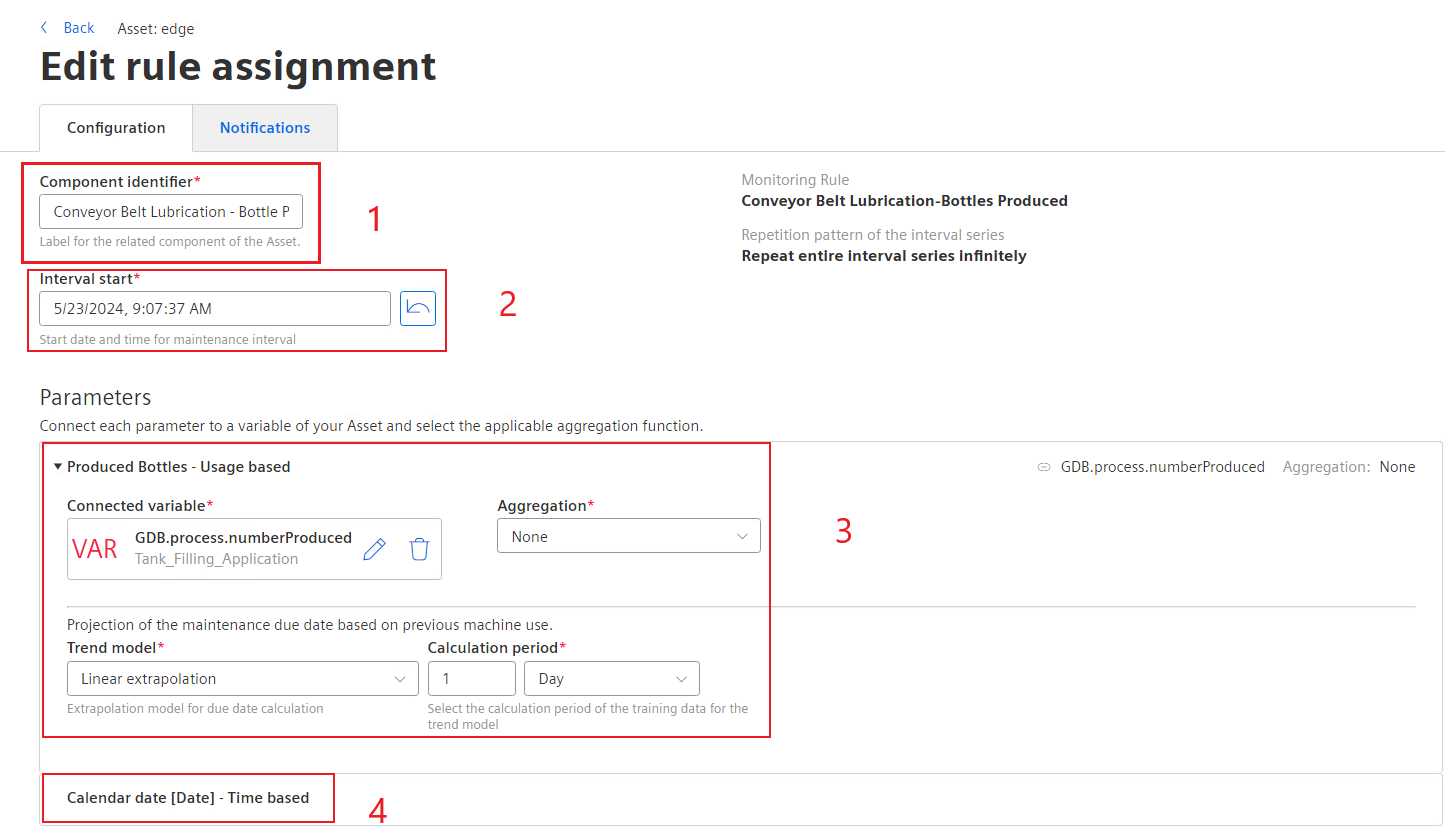 Back Asset: edge
Edit rule assignment
Configuration Notifications
Component identifier*
Conveyor Belt Lubrication - Bottle P
Label for the related component of the Asset.
1
Monitoring Rule
Conveyor Belt Lubrication-Bottles Produced
Repetition pattern of the interval series
Repeat entire interval series infinitely
Interval start*
5/23/2024, 9:07:37 AM
Start date and time for maintenance interval
2
Parameters
Connect each parameter to a variable of your Asset and select the applicable aggregation function.
Produced Bottles - Usage based GDB.process.numberProduced Aggregation: None
Connected variable* Aggregation*
VAR GDB.process.numberProduced None
Tank_Filling_Application
3
Projection of the maintenance due date based on previous machine use.
Trend model* Calculation period*
Linear extrapolation 1 Day
Extrapolation model for due date calculation
Select the calculation period of the training data for the
trend model
Calendar date [Date] - Time based
4